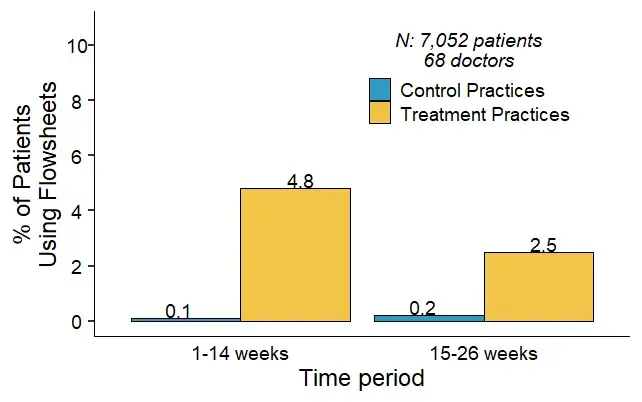 N: 7,052 patients
68 doctors
Control Practices
Treatment Practices
% of Patients
Using Flowsheets
10
8
6
4
2
0
0.1
4.8
0.2
2.5
1-14 weeks
15-26 weeks
Time period